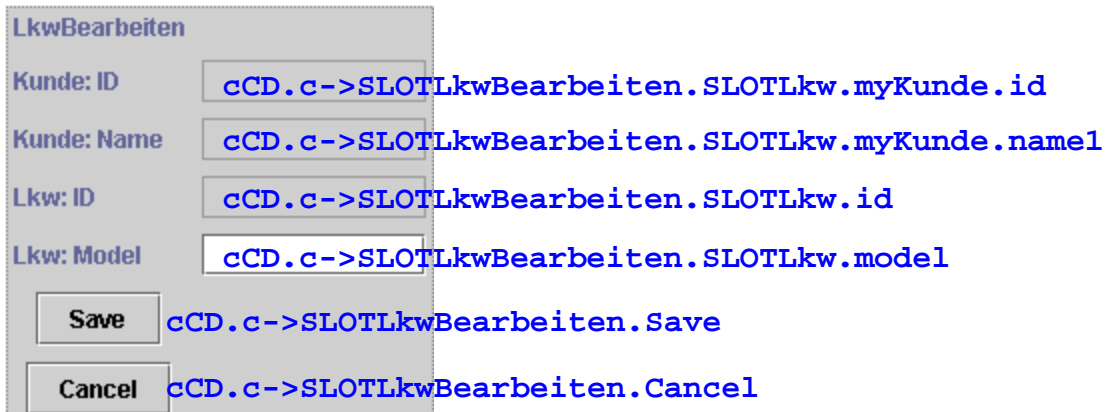 LkwBearbeiten
Kunde: ID cCD.c->SLOTLkwBearbeiten.SLOTLkw.myKunde.id
Kunde: Name cCD.c->SLOTLkwBearbeiten.SLOTLkw.myKunde.name1
Lkw: ID cCD.c->SLOTLkwBearbeiten.SLOTLkw.id
Lkw: Model cCD.c->SLOTLkwBearbeiten.SLOTLkw.model
Save cCD.c->SLOTLkwBearbeiten.Save
Cancel cCD.c->SLOTLkwBearbeiten.Cancel